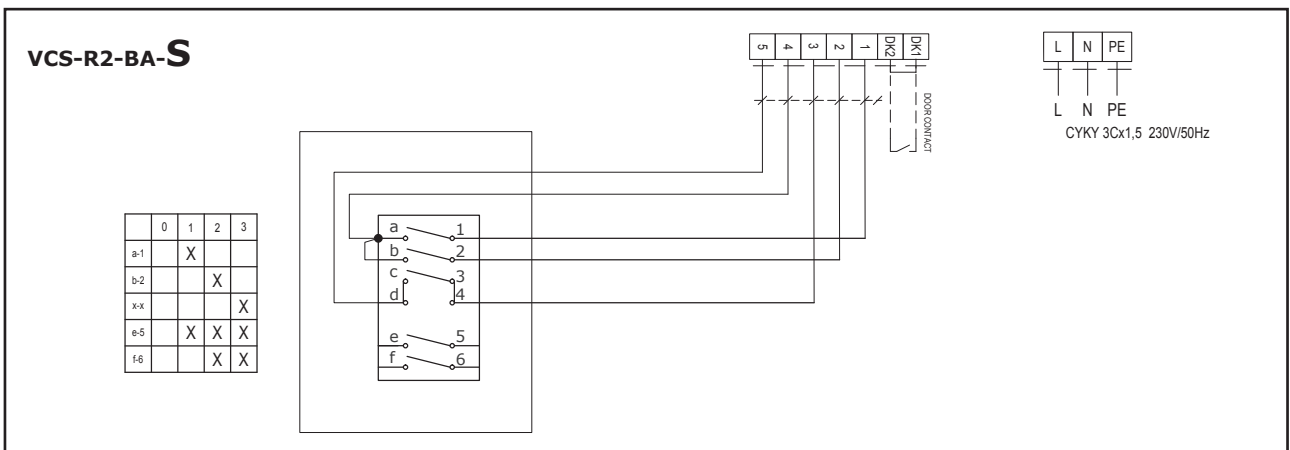 VCS-R2-BA-S
5 4 3 2 1 DK2 DK1
DOOR CONTACT
L N PE
L N PE
CYKY 3Cx1,5 230V/50Hz
0 1 2 3
a-1 X
b-2 X
x-x X
e-5 X X X
f-6 X X
a 1
b 2
c 3
d 4
e 5
f 6